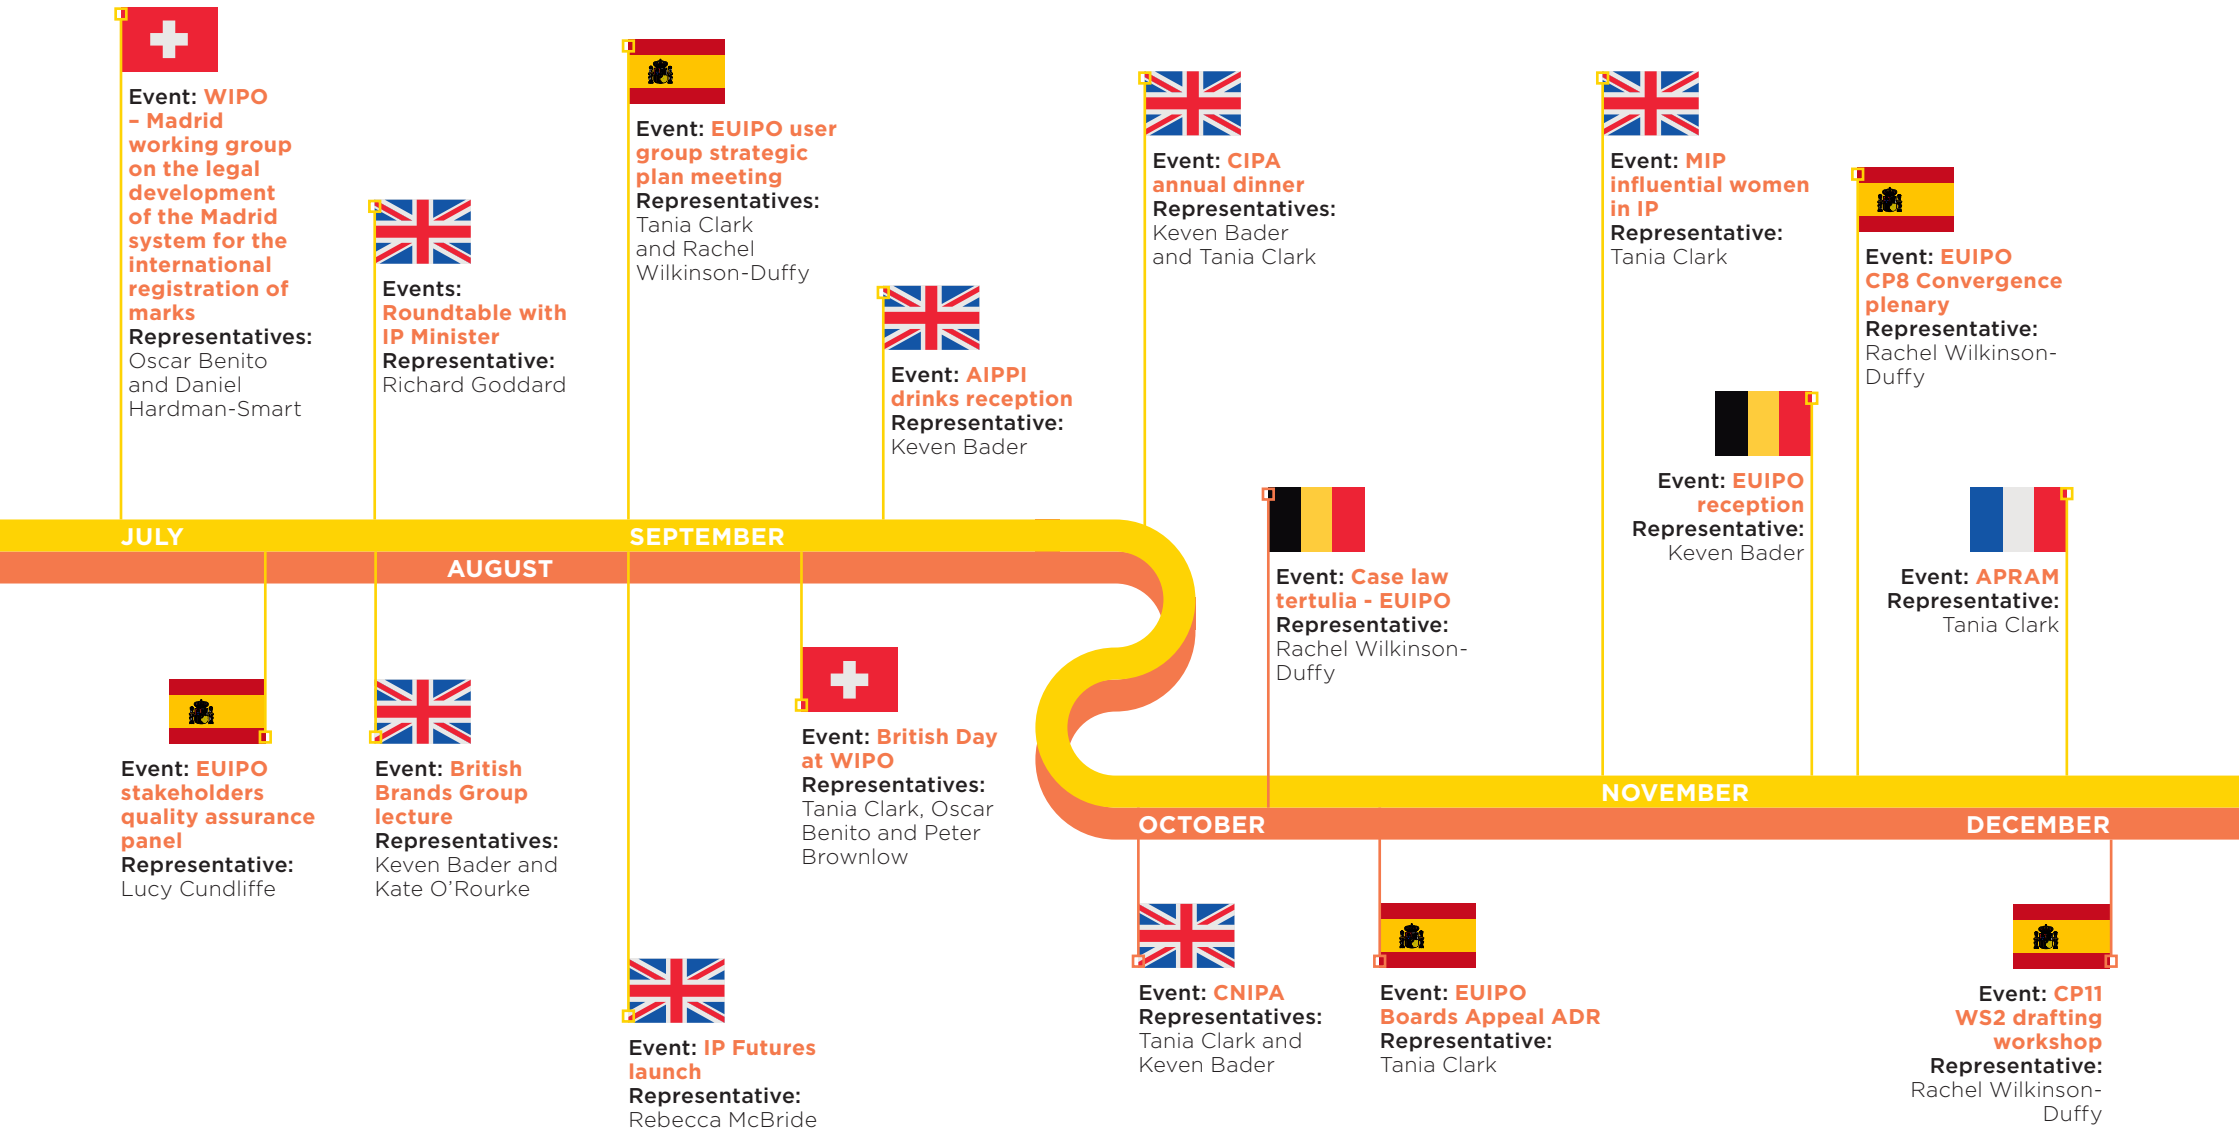 Event: WIPO
– Madrid
working group
on the legal
development
of the Madrid
system for the
international
registration of
marks
Representatives:
Oscar Benito
and Daniel
Hardman-Smart
Events:
Roundtable with
IP Minister
Representative:
Richard Goddard
Event: EUIPO user
group strategic
plan meeting
Representatives:
Tania Clark
and Rachel
Wilkinson-Duffy
Event: AIPPI
drinks reception
Representative:
Keven Bader
Event: CIPA
annual dinner
Representatives:
Keven Bader
and Tania Clark
Event: Case law
tertulia - EUIPO
Representative:
Rachel Wilkinson-
Duffy
Event: MIP
influential women
in IP
Representative:
Tania Clark
Event: EUIPO
reception
Representative:
Keven Bader
Event: EUIPO
CP8 Convergence
plenary
Representative:
Rachel Wilkinson-
Duffy
Event: APRAM
Representative:
Tania Clark
JULY
SEPTEMBER
AUGUST
NOVEMBER
OCTOBER
DECEMBER
Event: EUIPO
stakeholders
quality assurance
panel
Representative:
Lucy Cundliffe
Event: British
Brands Group
lecture
Representatives:
Keven Bader and
Kate O'Rourke
Event: IP Futures
launch
Representative:
Rebecca McBride
Event: British Day
at WIPO
Representatives:
Tania Clark, Oscar
Benito and Peter
Brownlow
Event: CNIPA
Representatives:
Tania Clark and
Keven Bader
Event: EUIPO
Boards Appeal ADR
Representative:
Tania Clark
Event: CP11
WS2 drafting
workshop
Representative:
Rachel Wilkinson-
Duffy